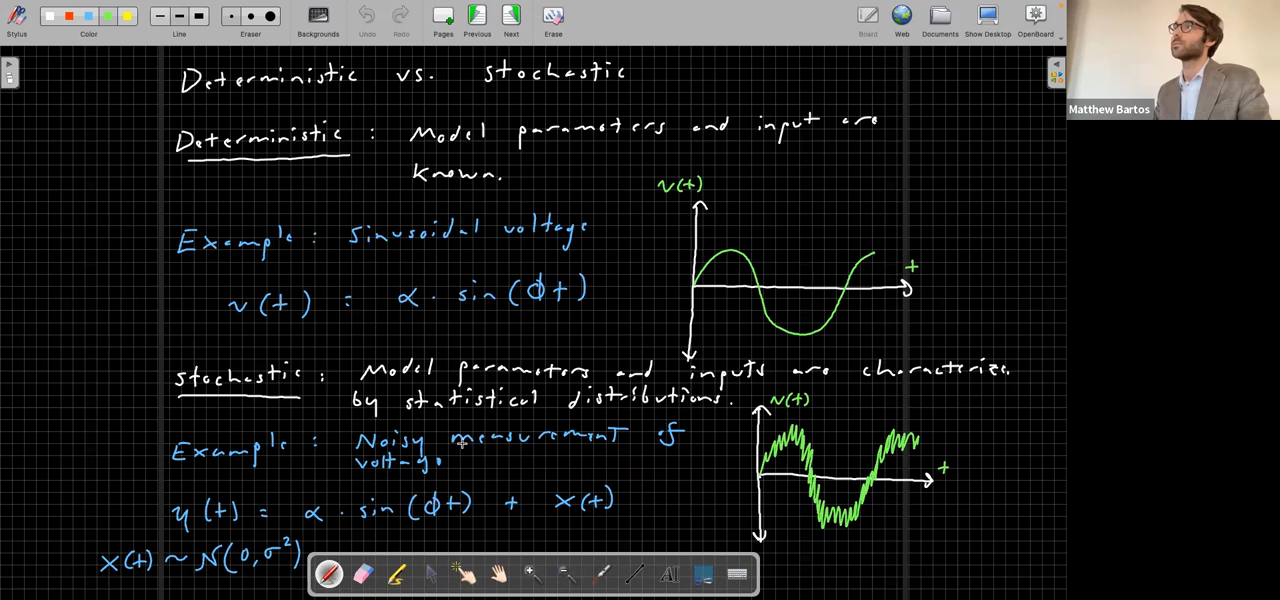 Stylus
Color
Line
Eraser
Backgrounds
Undo
Redo
Pages
Previous
Next
Erase
Board
Web
Documents
Show Desktop
OpenBoard
Matthew Bartos
Deterministic vs. stochastic
Deterministic : Model parameters and input are
known.
v(t)
Example : sinusoidal voltage
t
v(t) = α · sin(ϕt)
stochastic : Model parameters and inputs are characterize
by statistical distributions.
v(t)
Example : Noisy measurement of
voltage.
t
y(t) = α · sin(ϕt) + x(t)
x(t) ~ N(0, σ²)
AI